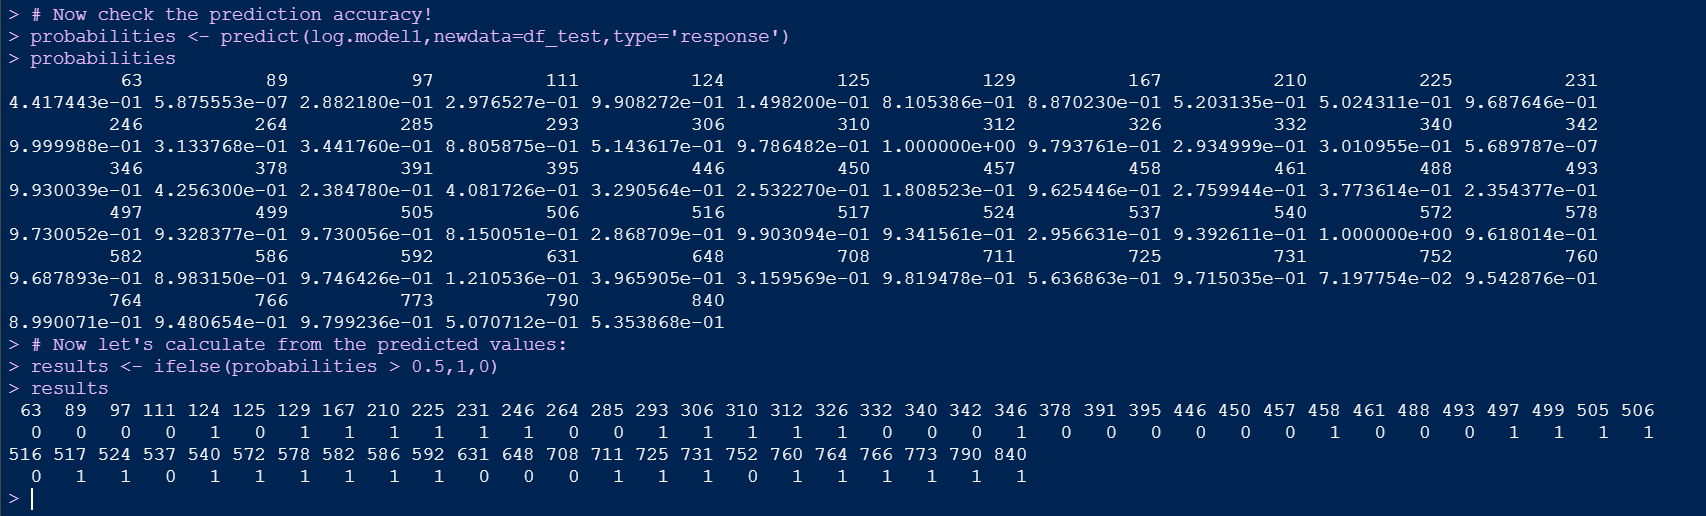 > # Now check the prediction accuracy!
> probabilities <- predict(log.model1,newdata=df_test,type='response')
> probabilities
63 89 97 111 124 125 129 167 210 225 231
4.417443e-01 5.875553e-07 2.882180e-01 2.976527e-01 9.908272e-01 1.498200e-01 8.105386e-01 8.870230e-01 5.203135e-01 5.024311e-01 9.687646e-01
246 264 285 293 306 310 312 326 332 340 342
9.999988e-01 3.133768e-01 3.441760e-01 8.805875e-01 5.143617e-01 9.786482e-01 1.000000e+00 9.793761e-01 2.934999e-01 3.010955e-01 5.689787e-07
346 378 391 395 446 450 457 458 461 488 493
9.930039e-01 4.256300e-01 2.384780e-01 4.081726e-01 3.290564e-01 2.532270e-01 1.808523e-01 9.625446e-01 2.759944e-01 3.773614e-01 2.354377e-01
497 499 505 506 516 517 524 537 540 572 578
9.730052e-01 9.328377e-01 9.730056e-01 8.150051e-01 2.868709e-01 9.903094e-01 9.341561e-01 2.956631e-01 9.392611e-01 1.000000e+00 9.618014e-01
582 586 592 631 648 708 711 725 731 752 760
9.687893e-01 8.983150e-01 9.746426e-01 1.210536e-01 3.965905e-01 3.159569e-01 9.819478e-01 5.636863e-01 9.715035e-01 7.197754e-02 9.542876e-01
764 766 773 790 840
8.990071e-01 9.480654e-01 9.799236e-01 5.070712e-01 5.353868e-01
> # Now let's calculate from the predicted values:
> results <- ifelse(probabilities > 0.5,1,0)
> results
63 89 97 111 124 125 129 167 210 225 231 246 264 285 293 306 310 312 326 332 340 342 346 378 391 395 446 450 457 458 461 488 493 497 499 505 506
0 0 0 0 1 0 1 1 1 1 1 1 0 0 1 1 1 1 1 0 0 0 1 0 0 0 0 0 0 1 0 0 0 1 1 1 1
516 517 524 537 540 572 578 582 586 592 631 648 708 711 725 731 752 760 764 766 773 790 840
0 1 1 0 1 1 1 1 1 1 0 0 0 1 1 1 0 1 1 1 1 1 1
>